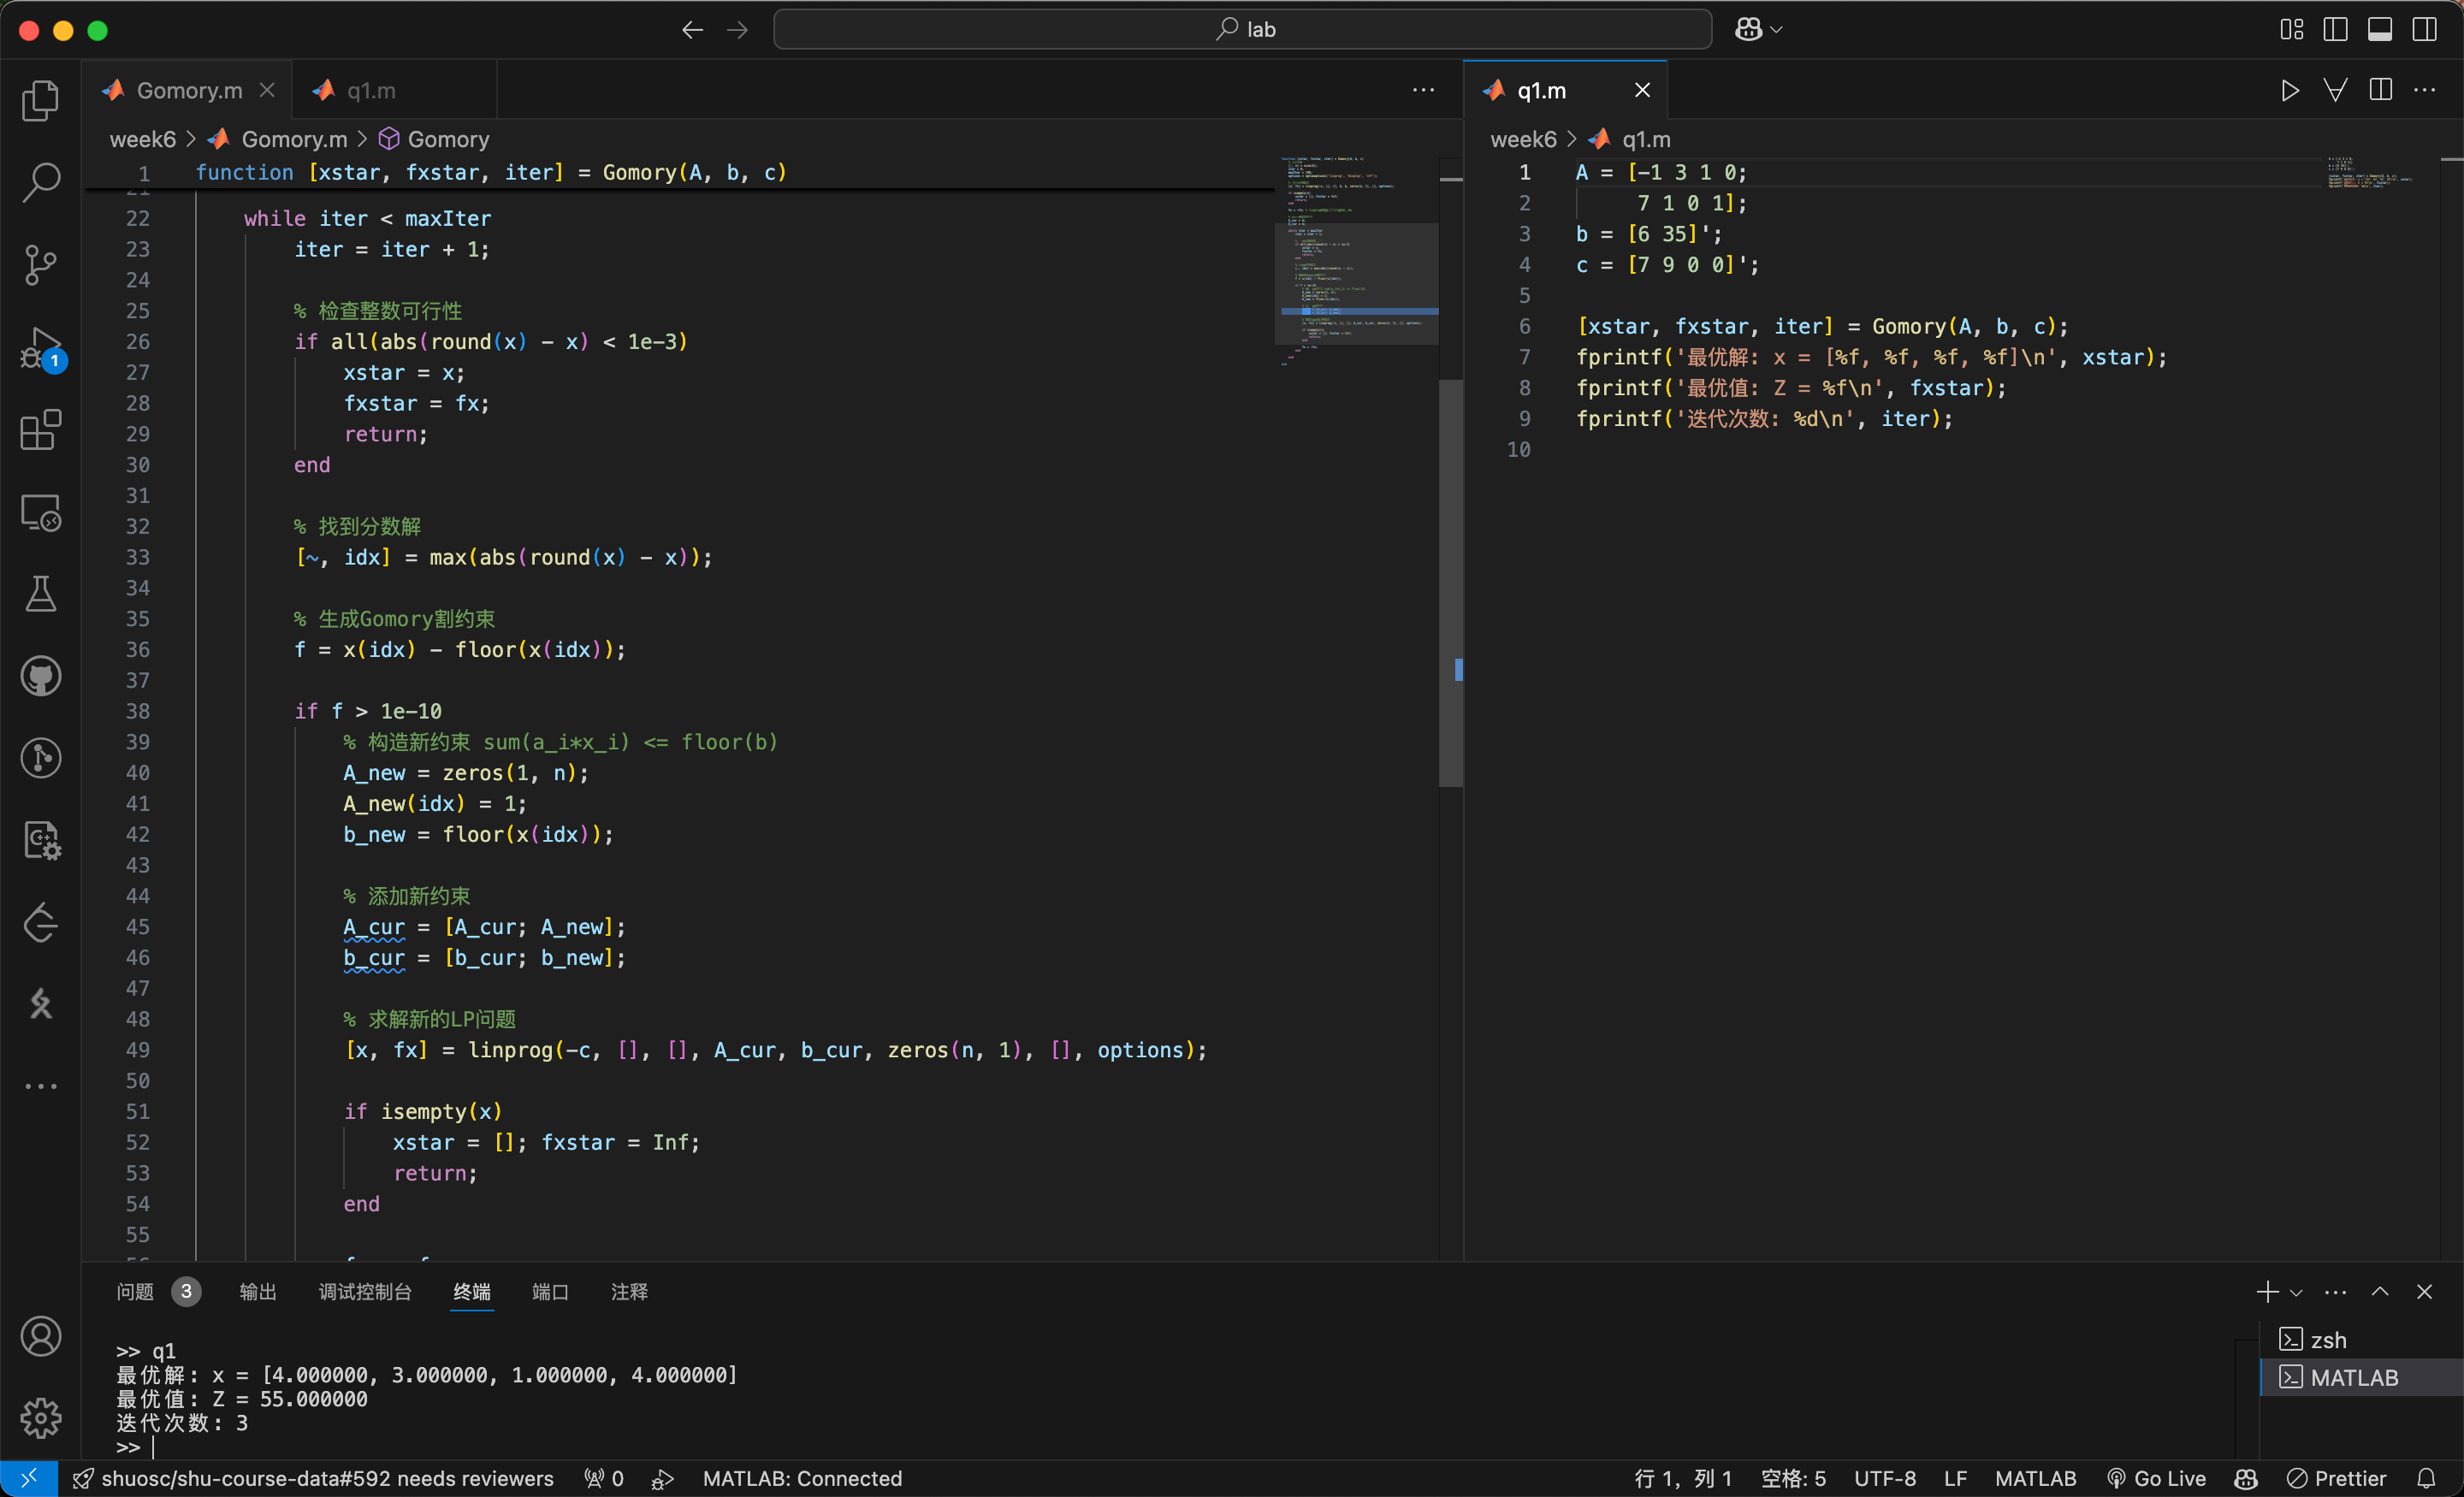 lab
Gomory.m
q1.m
week6 > Gomory.m > Gomory
1 function [xstar, fxstar, iter] = Gomory(A, b, c)
21
22 while iter < maxIter
23 iter = iter + 1;
24
25 % 检查整数可行性
26 if all(abs(round(x) - x) < 1e-3)
27 xstar = x;
28 fxstar = fx;
29 return;
30 end
31
32 % 找到分数解
33 [~, idx] = max(abs(round(x) - x));
34
35 % 生成Gomory割约束
36 f = x(idx) - floor(x(idx));
37
38 if f > 1e-10
39 % 构造新约束 sum(a_i*x_i) <= floor(b)
40 A_new = zeros(1, n);
41 A_new(idx) = 1;
42 b_new = floor(x(idx));
43
44 % 添加新约束
45 A_cur = [A_cur; A_new];
46 b_cur = [b_cur; b_new];
47
48 % 求解新的LP问题
49 [x, fx] = linprog(-c, [], [], A_cur, b_cur, zeros(n, 1), [], options);
50
51 if isempty(x)
52 xstar = []; fxstar = Inf;
53 return;
54 end
55
q1.m
week6 > q1.m
1 A = [-1 3 1 0;
2 7 1 0 1];
3 b = [6 35]';
4 c = [7 9 0 0]';
5
6 [xstar, fxstar, iter] = Gomory(A, b, c);
7 fprintf('最优解: x = [%f, %f, %f, %f]\n', xstar);
8 fprintf('最优值: Z = %f\n', fxstar);
9 fprintf('迭代次数: %d\n', iter);
10
1
问题 3 输出 调试控制台 终端 端口 注释
>> q1
最优解: x = [4.000000, 3.000000, 1.000000, 4.000000]
最优值: Z = 55.000000
迭代次数: 3
>>
zsh
MATLAB
shuosc/shu-course-data#592 needs reviewers 0 MATLAB: Connected 行 1, 列 1 空格: 5 UTF-8 LF MATLAB Go Live Prettier